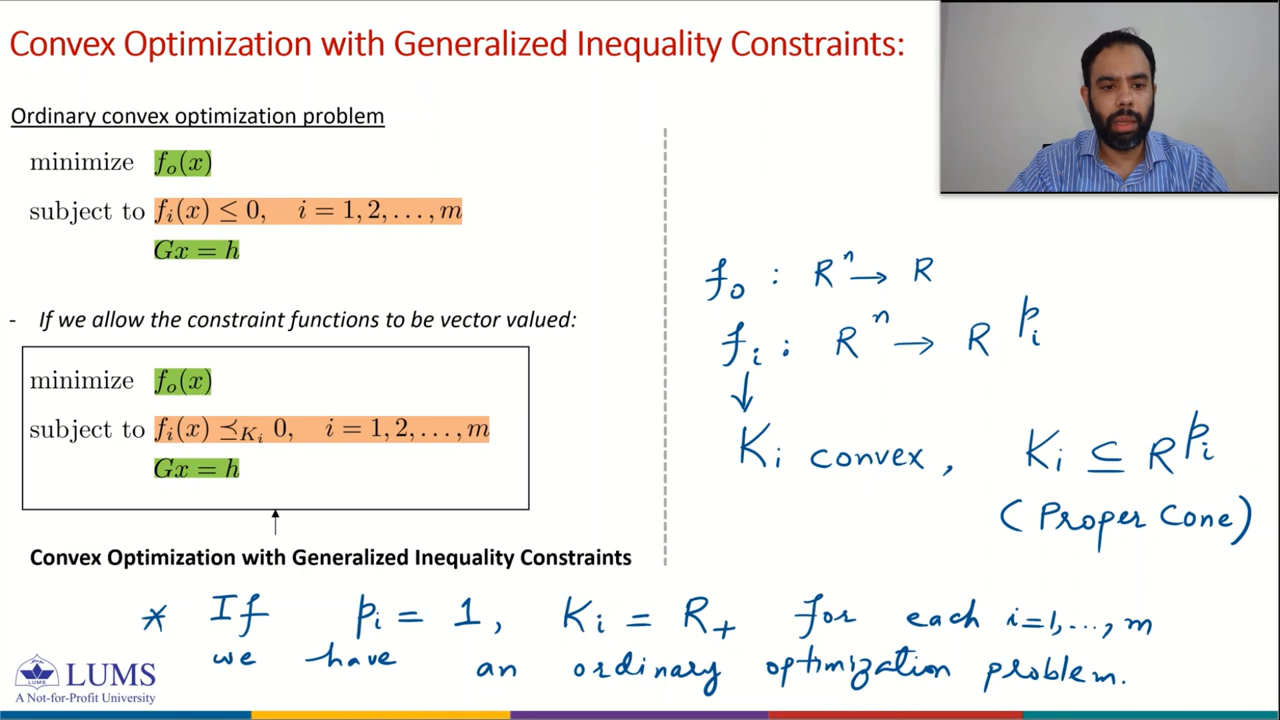 Convex Optimization with Generalized Inequality Constraints:
Ordinary convex optimization problem
minimize f_o(x)
subject to f_i(x) ≤ 0, i = 1, 2, . . . , m
Gx = h
- If we allow the constraint functions to be vector valued:
minimize f_o(x)
subject to f_i(x) ⪯_{K_i} 0, i = 1, 2, . . . , m
Gx = h
Convex Optimization with Generalized Inequality Constraints
f_o : R^n → R
f_i : R^n → R^{p_i}
↓
K_i convex, K_i ⊆ R^{p_i}
(Proper Cone)
* If p_i = 1, K_i = R_+ for each i=1,...,m
we have an ordinary optimization problem.
LUMS
LUMS
A Not-for-Profit University